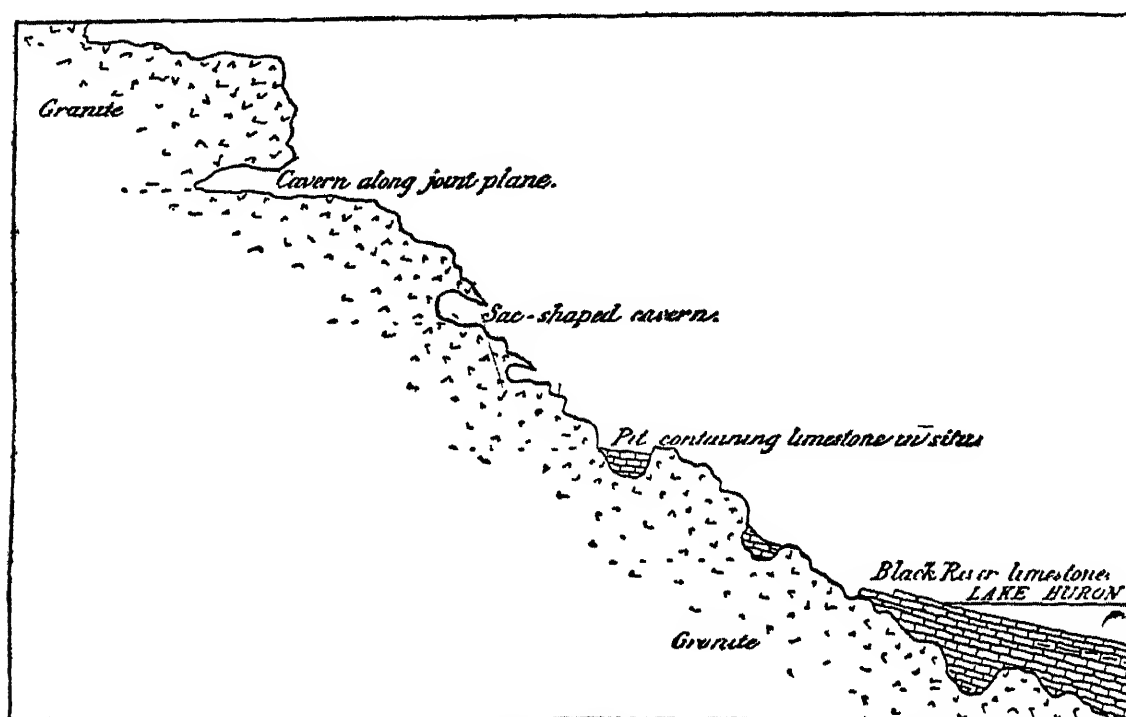 Granite
Cavern along joint plane.
Sac-shaped caverns.
Pit containing limestone in situ
Black River limestone
LAKE HURON
Granite